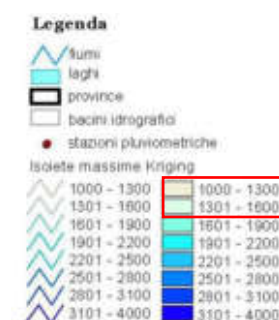 Legenda
fiumi
laghi
province
bacini idrografici
stazioni pluviometriche
Isoiete massime Kriging
1000 - 1300 1000 - 1300
1301 - 1600 1301 - 1600
1601 - 1900 1601 - 1900
1901 - 2200 1901 - 2200
2201 - 2500 2201 - 2500
2501 - 2800 2501 - 2800
2801 - 3100 2801 - 3100
3101 - 4000 3101 - 4000